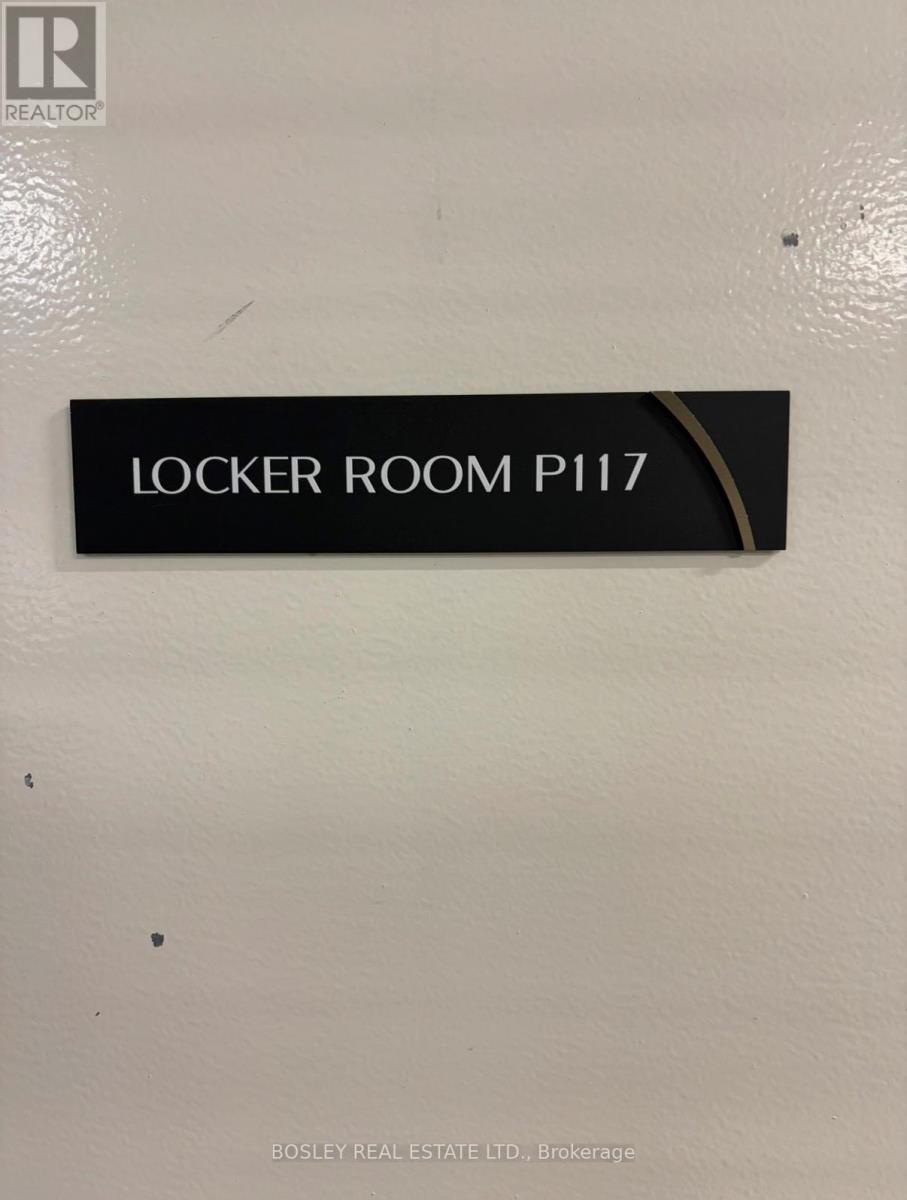 R
REALTOR®
LOCKER ROOM P117
BOSLEY REAL ESTATE LTD., Brokerage